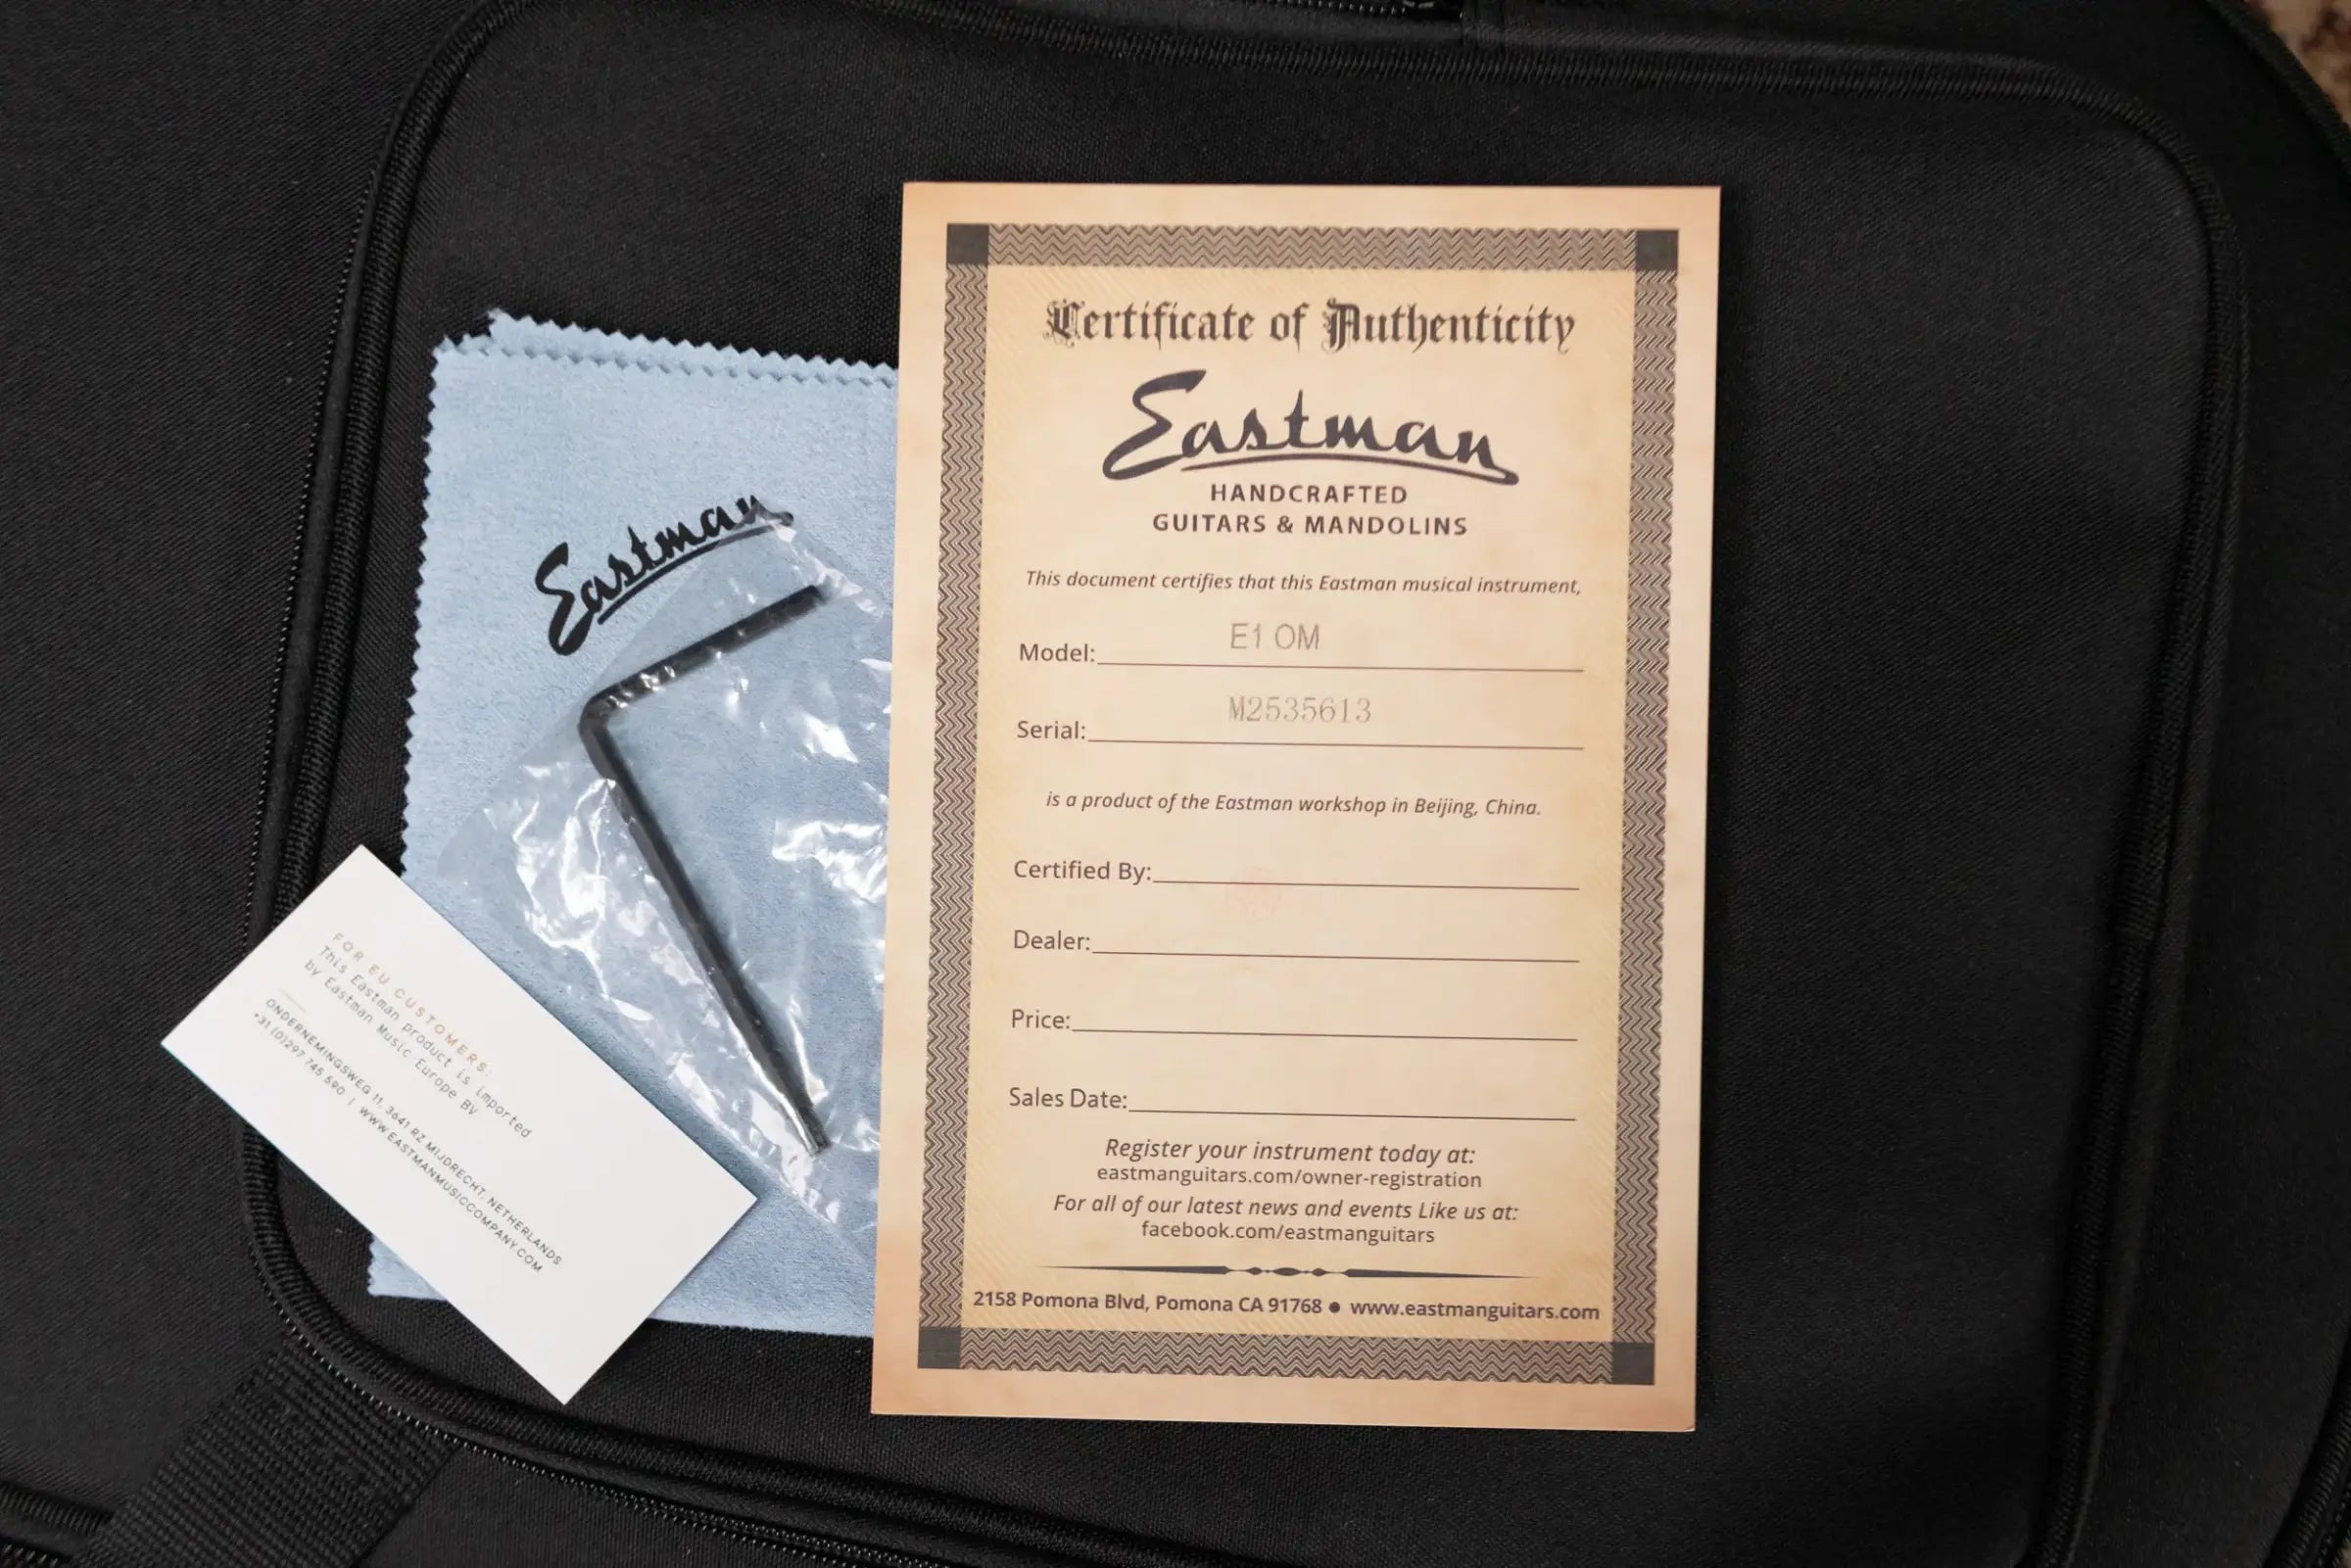 Certificate of Authenticity
Eastman
HANDCRAFTED
GUITARS & MANDOLINS
This document certifies that this Eastman musical instrument,
Model: E1 OM
Serial: M2535613
is a product of the Eastman workshop in Beijing, China.
Certified By:
Dealer:
Price:
Sales Date:
Register your instrument today at:
eastmanguitars.com/owner-registration
For all of our latest news and events Like us at:
facebook.com/eastmanguitars
2158 Pomona Blvd, Pomona CA 91768 ● www.eastmanguitars.com
Eastman
FOR EU CUSTOMERS:
This Eastman product is imported
by Eastman Music Europe BV
ONDERNEMINGSWEG 11, 3641 RZ MIJDRECHT, NETHERLANDS
+31 (0)297 745 590 | WWW.EASTMANMUSICCOMPANY.COM